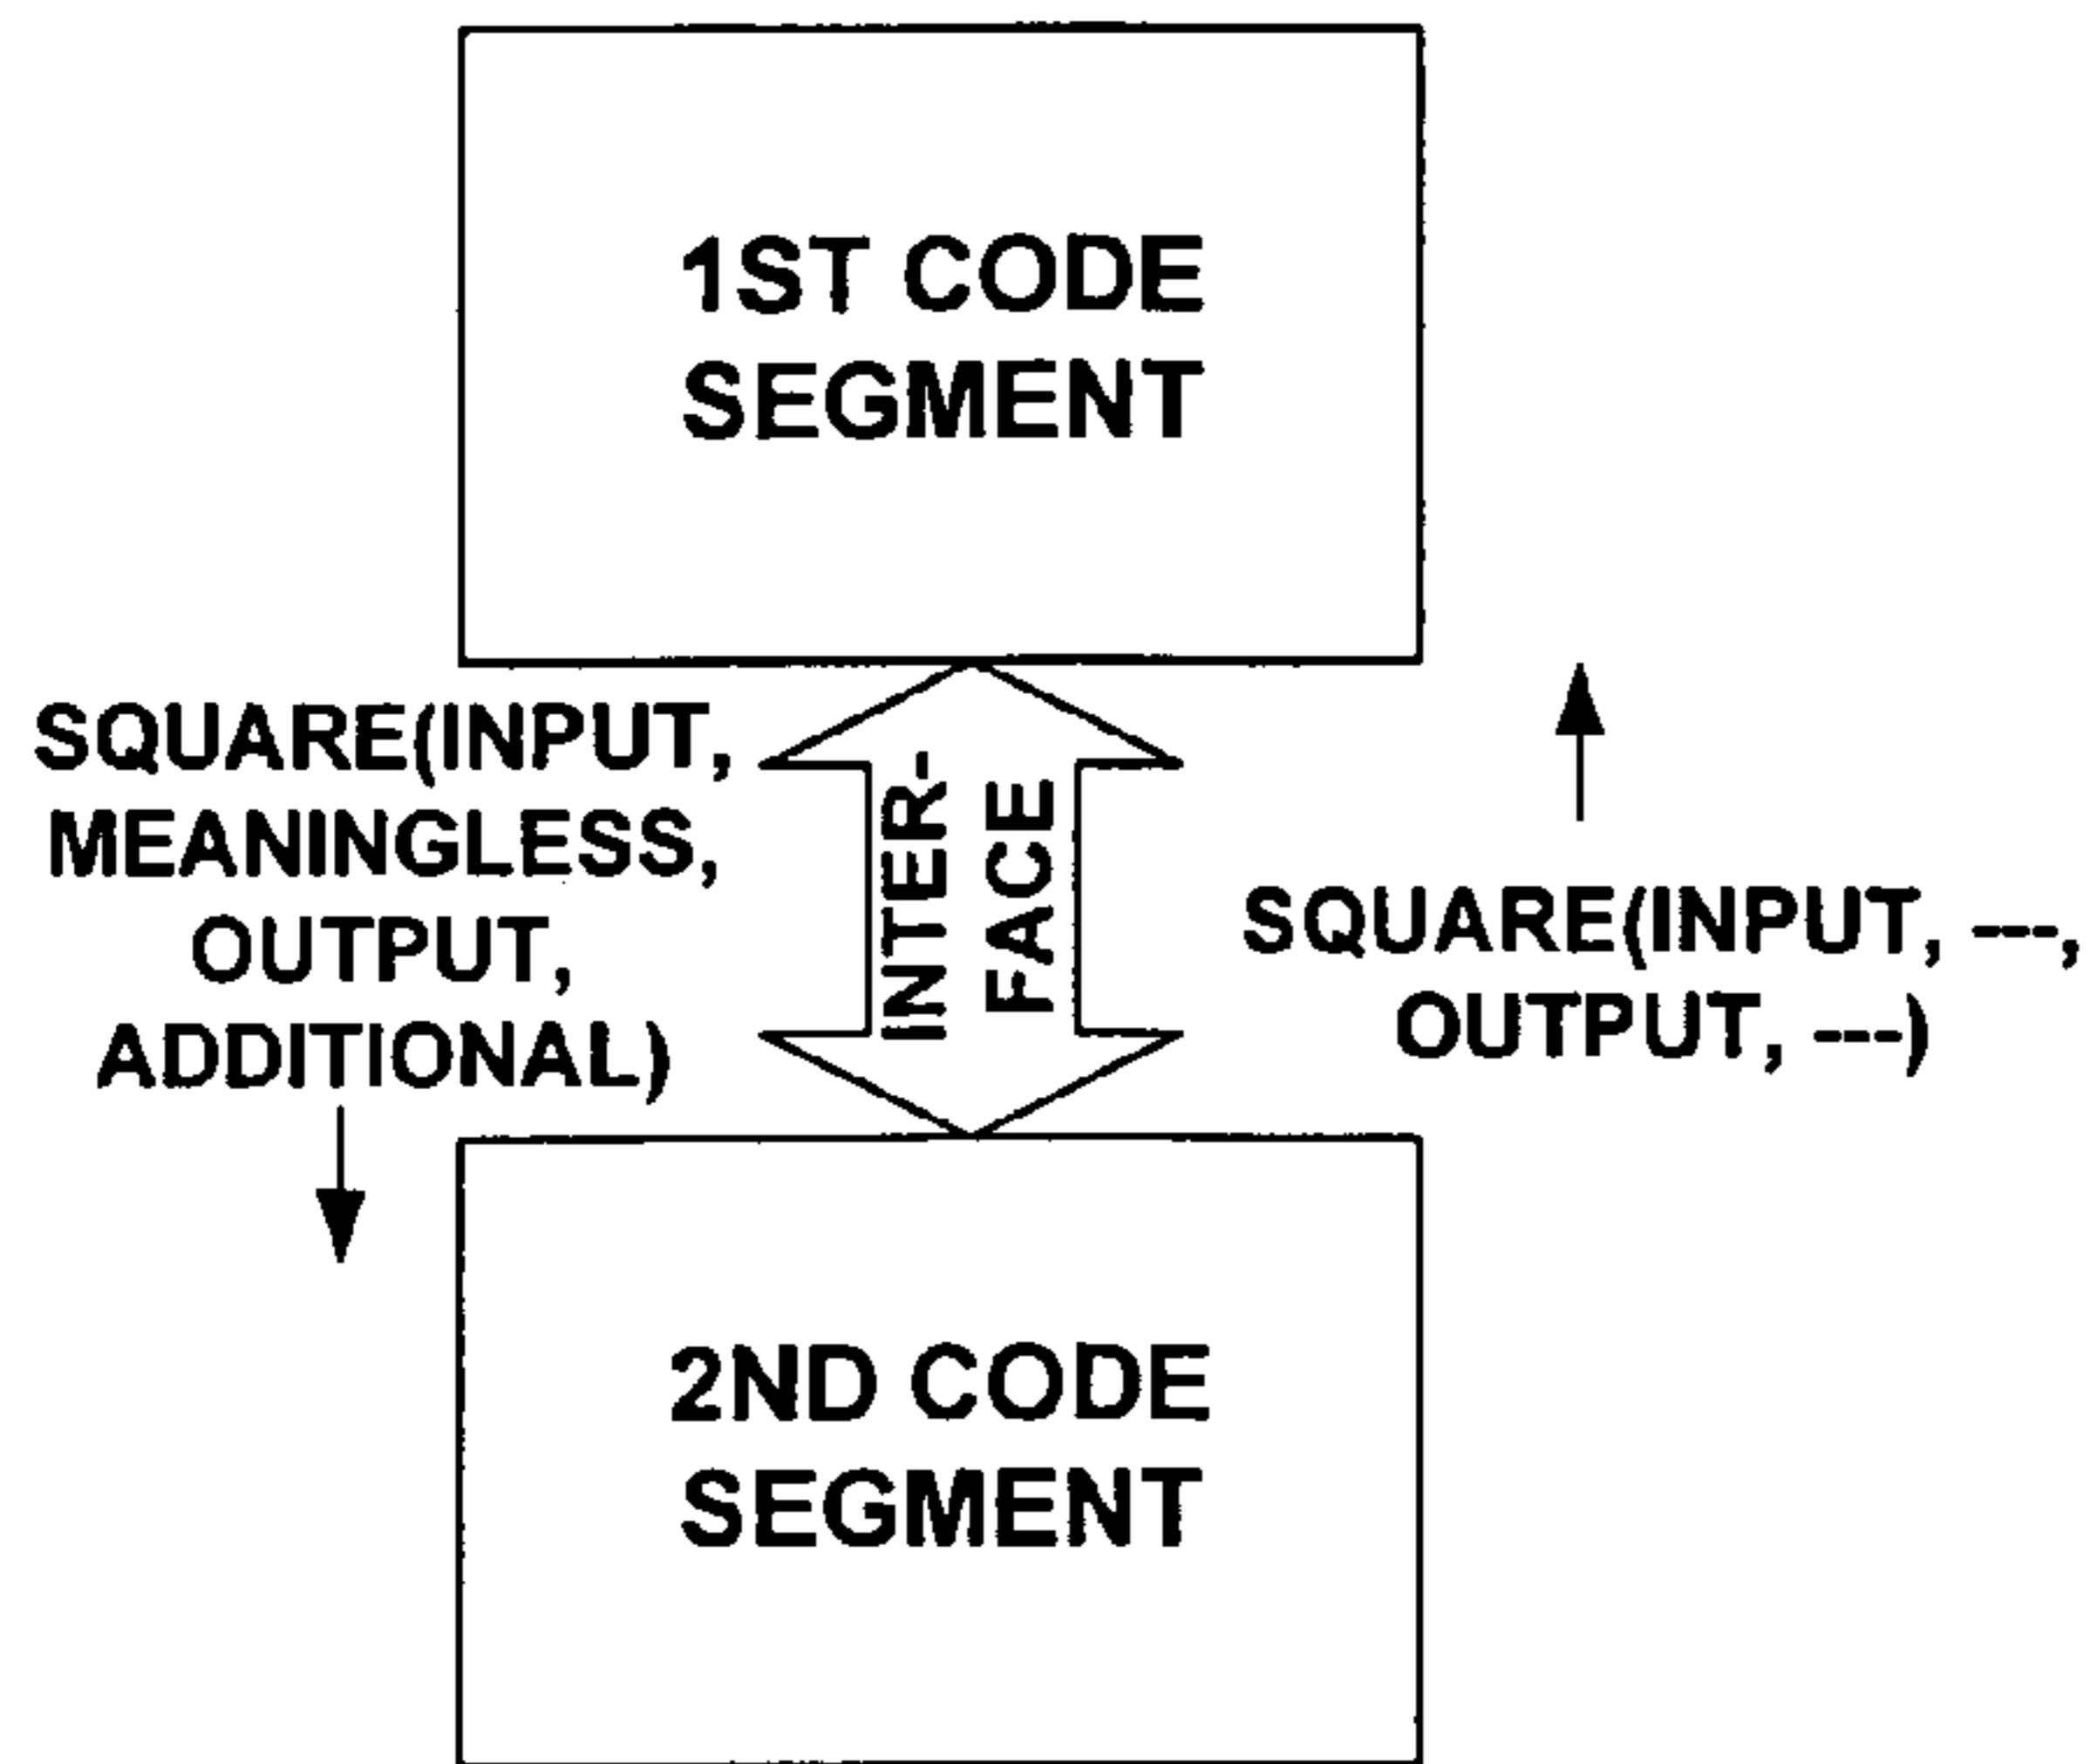 1ST CODE
SEGMENT
SQUARE(INPUT,
MEANINGLESS,
OUTPUT,
ADDITIONAL)
INTER-
FACE
SQUARE(INPUT, ---,
OUTPUT, ---)
2ND CODE
SEGMENT